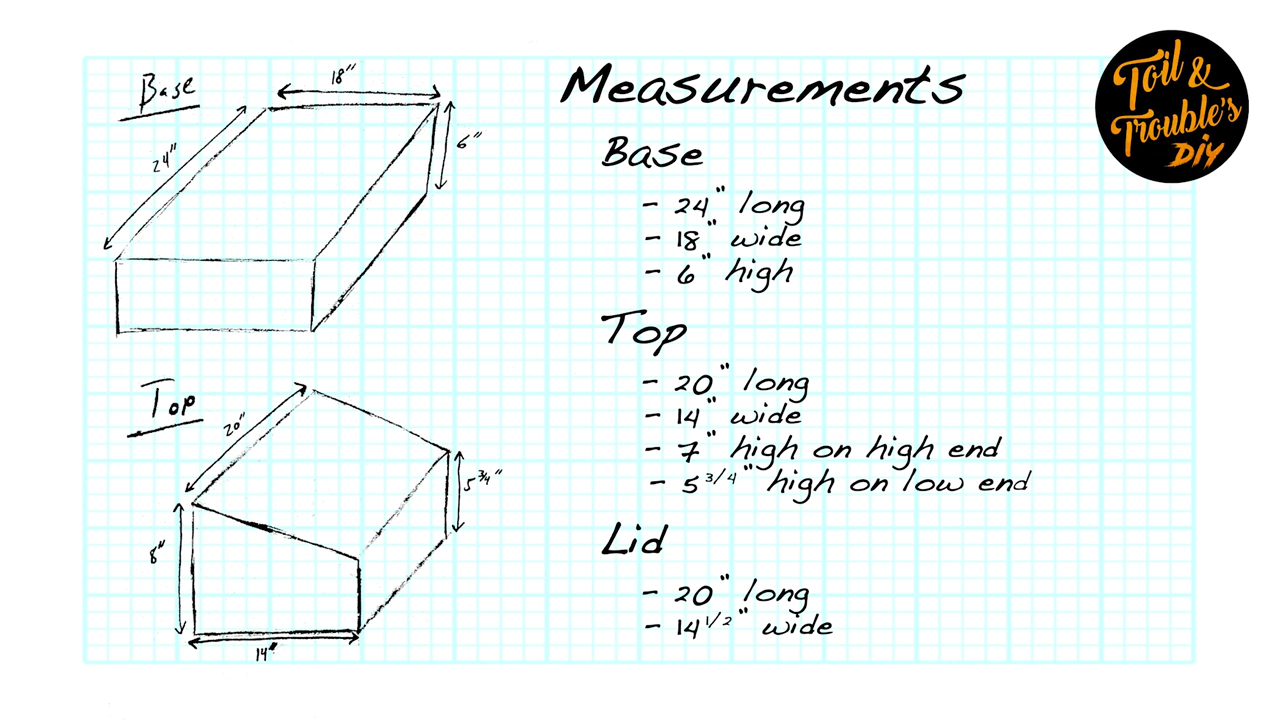 Base
18"
24"
6"
Top
20"
5 3/4"
8"
14"
Measurements
Base
- 24" long
- 18" wide
- 6" high
Top
- 20" long
- 14" wide
- 7" high on high end
- 5 3/4" high on low end
Lid
- 20" long
- 14 1/2" wide
Toil &
Trouble's
DIY